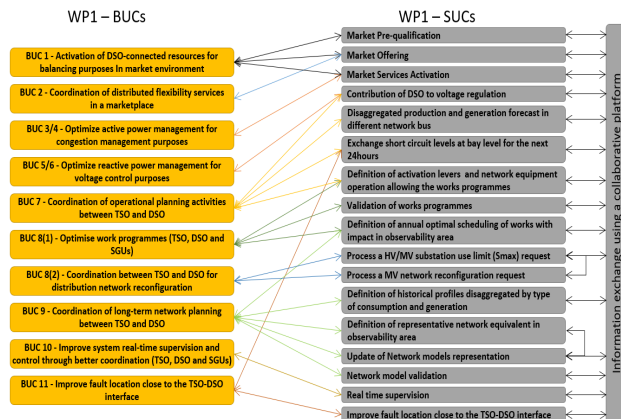 WP1 – BUCs
WP1 – SUCs
BUC 1 - Activation of DSO-connected resources for
balancing purposes In market environment
BUC 2 - Coordination of distributed flexibility services
in a marketplace
BUC 3/4 - Optimize active power management for
congestion management purposes
BUC 5/6 - Optimize reactive power management for
voltage control purposes
BUC 7 - Coordination of operational planning activities
between TSO and DSO
BUC 8(1) - Optimise work programmes (TSO, DSO and
SGUs)
BUC 8(2) - Coordination between TSO and DSO for
distribution network reconfiguration
BUC 9 - Coordination of long-term network planning
between TSO and DSO
BUC 10 - Improve system real-time supervision and
control through better coordination (TSO, DSO and SGUs)
BUC 11 - Improve fault location close to the TSO-DSO
interface
Market Pre-qualification
Market Offering
Market Services Activation
Contribution of DSO to voltage regulation
Disaggregated production and generation forecast in
different network bus
Exchange short circuit levels at bay level for the next
24hours
Definition of activation levers and network equipment
operation allowing the works programmes
Validation of works programmes
Definition of annual optimal scheduling of works with
impact in observability area
Process a HV/MV substation use limit (Smax) request
Process a MV network reconfiguration request
Definition of historical profiles disaggregated by type
of consumption and generation
Definition of representative network equivalent in
observability area
Update of Network models representation
Network model validation
Real time supervision
Improve fault location close to the TSO-DSO interface
Information exchange using a collaborative platform